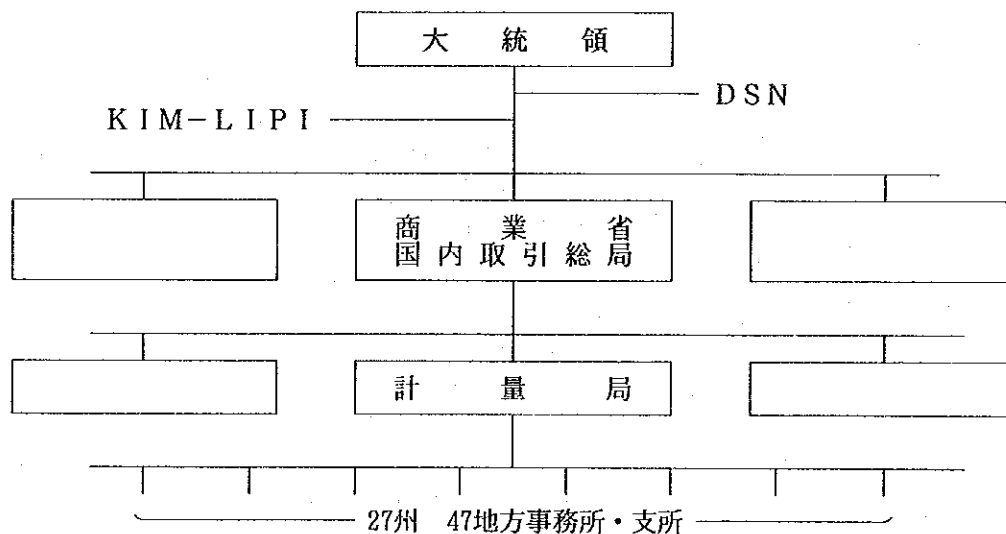 大統領
DSN
KIM-LIPI
商業省
国内取引総局
計量局
27州 47地方事務所・支所